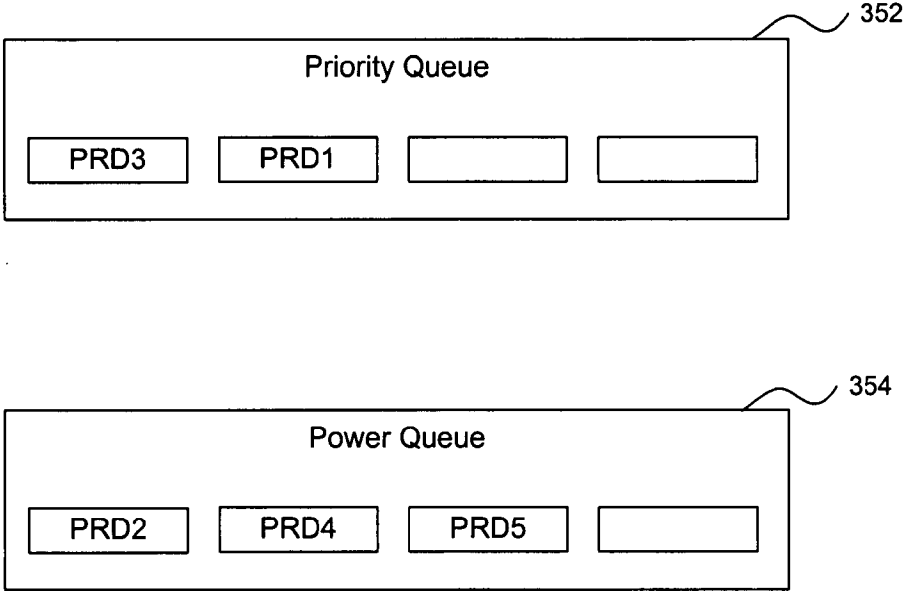 352
Priority Queue
PRD3 PRD1
354
Power Queue
PRD2 PRD4 PRD5